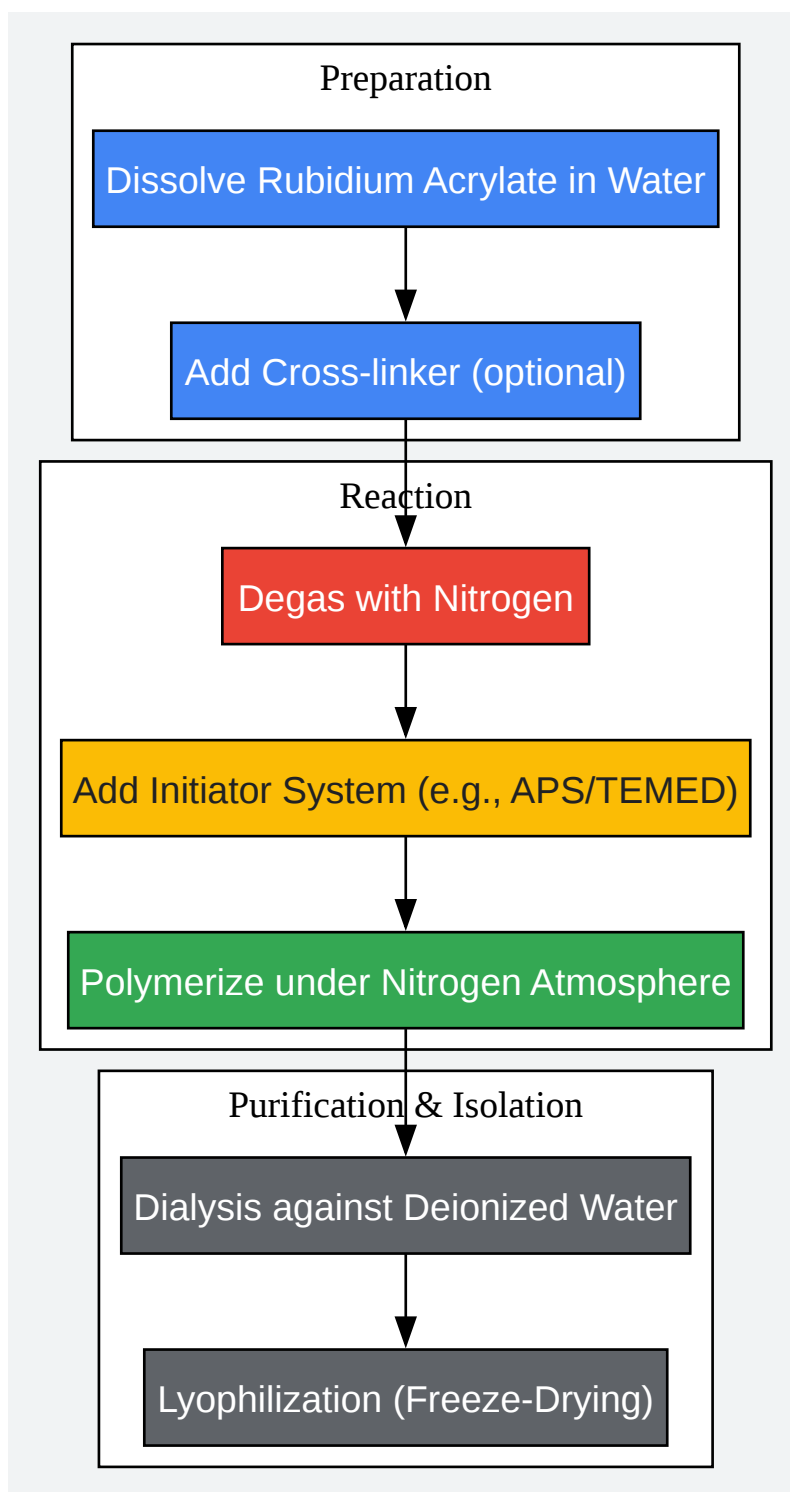 Preparation
Dissolve Rubidium Acrylate in Water
Add Cross-linker (optional)
Reaction
Degas with Nitrogen
Add Initiator System (e.g., APS/TEMED)
Polymerize under Nitrogen Atmosphere
Purification & Isolation
Dialysis against Deionized Water
Lyophilization (Freeze-Drying)